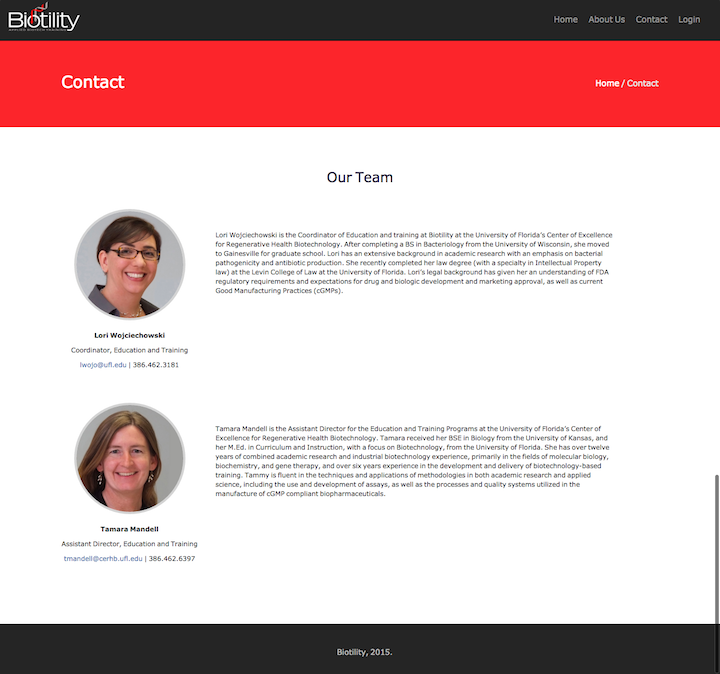 Biotility
APPLIED BIOTECH TRAINING
Home About Us Contact Login
Contact
Home / Contact
Our Team
Lori Wojciechowski is the Coordinator of Education and training at Biotility at the University of Florida's Center of Excellence
for Regenerative Health Biotechnology. After completing a BS in Bacteriology from the University of Wisconsin, she moved
to Gainesville for graduate school. Lori has an extensive background in academic research with an emphasis on bacterial
pathogenicity and antibiotic production. She recently completed her law degree (with a specialty in Intellectual Property
law) at the Levin College of Law at the University of Florida. Lori's legal background has given her an understanding of FDA
regulatory requirements and expectations for drug and biologic development and marketing approval, as well as current
Good Manufacturing Practices (cGMPs).
Lori Wojciechowski
Coordinator, Education and Training
lwojo@ufl.edu | 386.462.3181
Tamara Mandell is the Assistant Director for the Education and Training Programs at the University of Florida's Center of
Excellence for Regenerative Health Biotechnology. Tamara received her BSE in Biology from the University of Kansas, and
her M.Ed. in Curriculum and Instruction, with a focus on Biotechnology, from the University of Florida. She has over twelve
years of combined academic research and industrial biotechnology experience, primarily in the fields of molecular biology,
biochemistry, and gene therapy, and over six years experience in the development and delivery of biotechnology-based
training. Tammy is fluent in the techniques and applications of methodologies in both academic research and applied
science, including the use and development of assays, as well as the processes and quality systems utilized in the
manufacture of cGMP compliant biopharmaceuticals.
Tamara Mandell
Assistant Director, Education and Training
tmandell@cerhb.ufl.edu | 386.462.6397
Biotility, 2015.